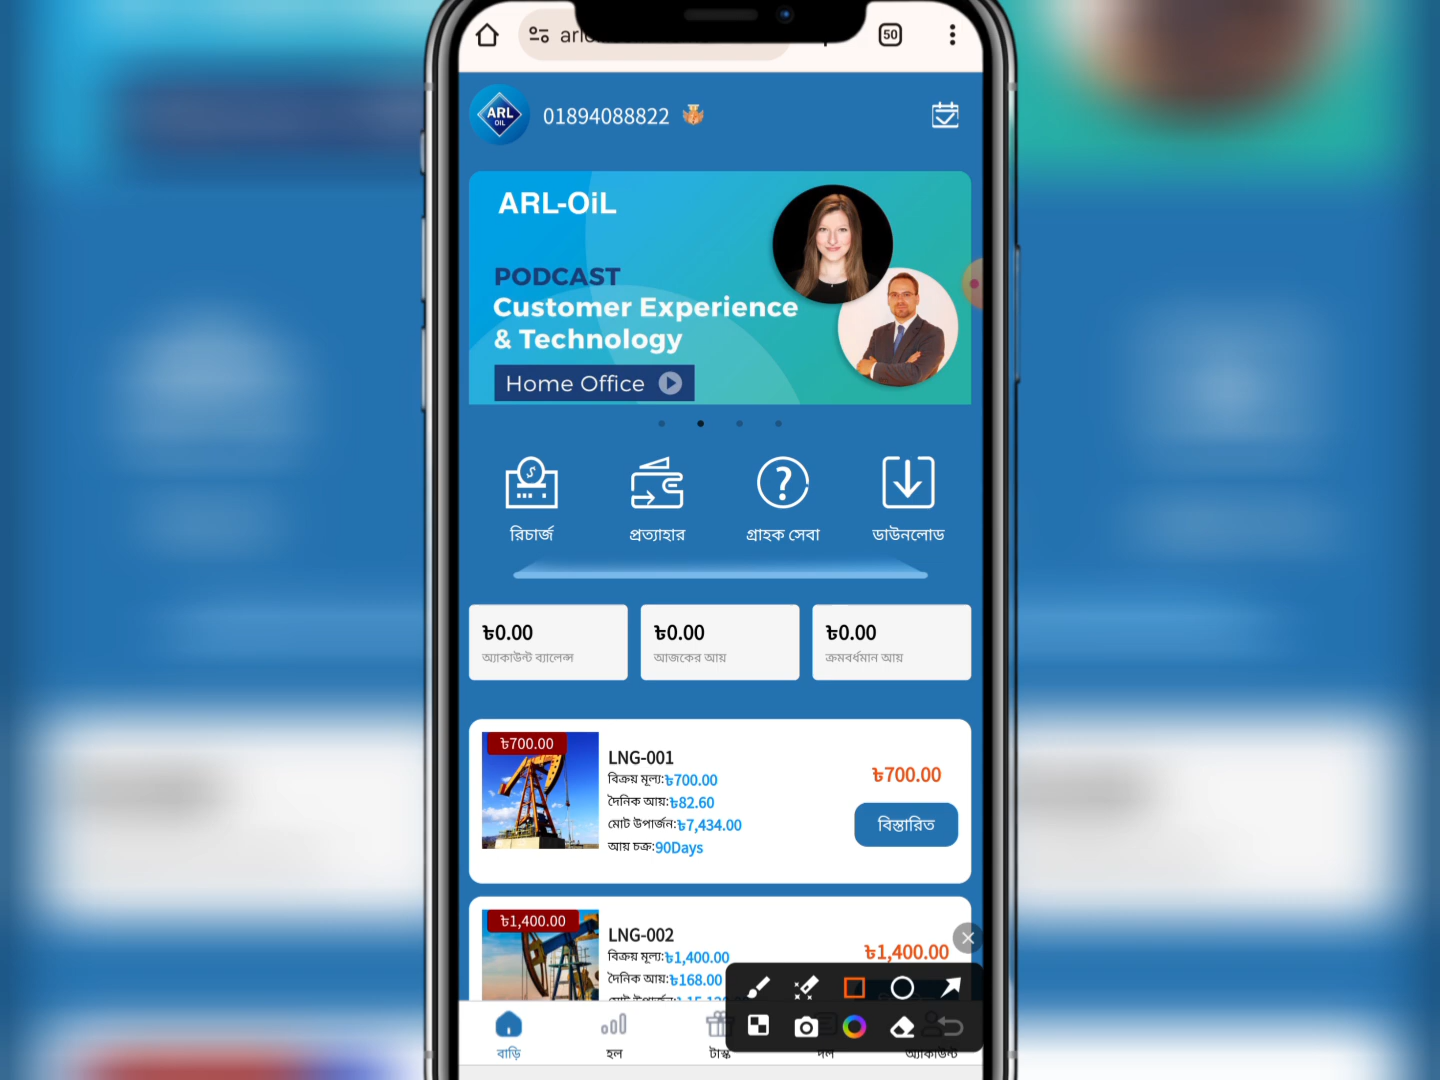 50
ARL
OIL
01894088822
ARL-OiL
PODCAST
Customer Experience
& Technology
Home Office
রিচার্জ
প্রত্যাহার
গ্রাহক সেবা
ডাউনলোড
৳0.00
৳0.00
৳0.00
অ্যাকাউন্ট ব্যালেন্স
আজকের আয়
ক্রমবর্ধমান আয়
৳700.00
LNG-001
বিক্রয় মূল্য:৳700.00
দৈনিক আয়:৳82.60
মোট উপার্জন:৳7,434.00
আয় চক্র:90Days
৳700.00
বিস্তারিত
৳1,400.00
LNG-002
বিক্রয় মূল্য:৳1,400.00
দৈনিক আয়:৳168.00
৳1,400.00
বাড়ি
হল
টাস্ক
দল
অ্যাকাউন্ট